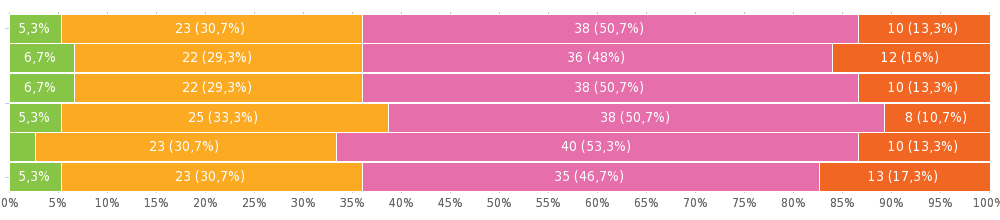 5,3% 23 (30,7%) 38 (50,7%) 10 (13,3%)
6,7% 22 (29,3%) 36 (48%) 12 (16%)
6,7% 22 (29,3%) 38 (50,7%) 10 (13,3%)
5,3% 25 (33,3%) 38 (50,7%) 8 (10,7%)
23 (30,7%) 40 (53,3%) 10 (13,3%)
5,3% 23 (30,7%) 35 (46,7%) 13 (17,3%)
0% 5% 10% 15% 20% 25% 30% 35% 40% 45% 50% 55% 60% 65% 70% 75% 80% 85% 90% 95% 100%